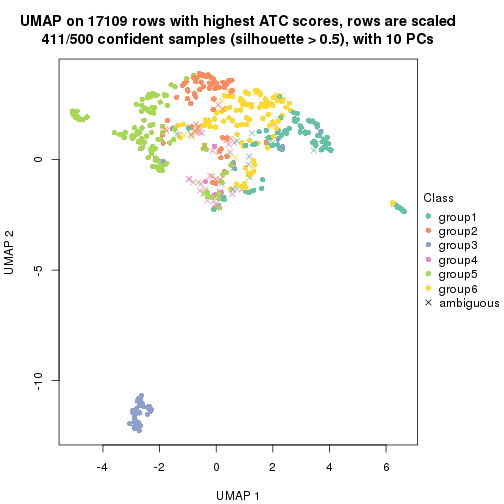 UMAP on 17109 rows with highest ATC scores, rows are scaled
411/500 confident samples (silhouette > 0.5), with 10 PCs
0
-5
-10
UMAP 2
-4
-2
0
2
4
6
UMAP 1
Class
group1
group2
group3
group4
group5
group6
ambiguous